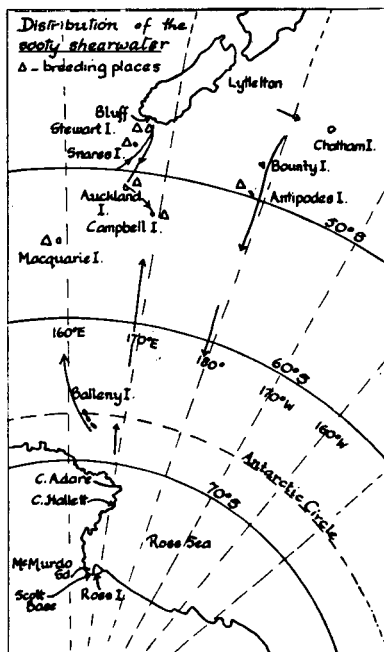 Distribution of the
sooty shearwater
△ - breeding places
Lyttelton
Bluff
Stewart I.
Snares I.
Chatham I.
Bounty I.
Auckland
I.
Antipodes I.
Campbell I.
50°S
Macquarie I.
160°E
170°E
180°
60°S
170°W
160°W
Balleny I.
Antarctic Circle
C. Adare
C. Hallett
70°S
Ross Sea
McMurdo
Sd.
Scott
Base
Ross I.